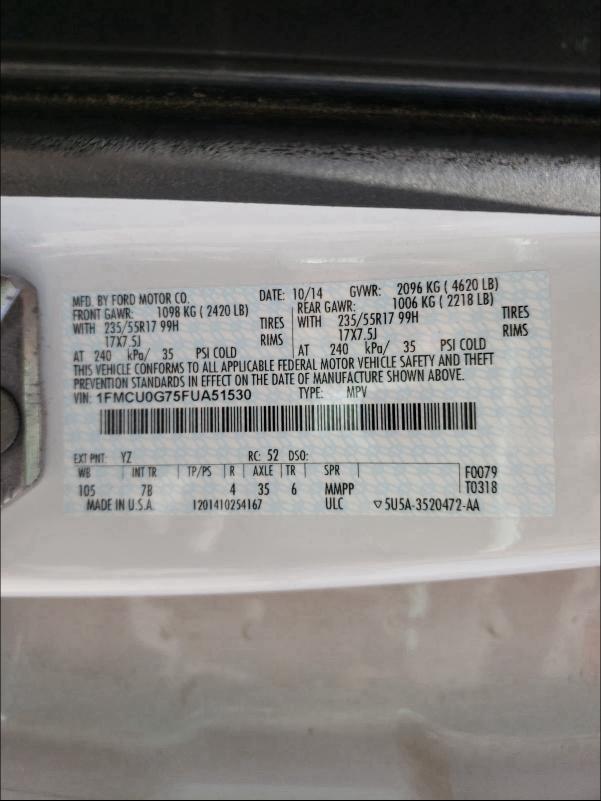 MFD. BY FORD MOTOR CO. DATE: 10/14 GVWR: 2096 KG ( 4620 LB)
FRONT GAWR: 1098 KG ( 2420 LB) REAR GAWR: 1006 KG ( 2218 LB)
WITH 235/55R17 99H TIRES WITH 235/55R17 99H TIRES
17X7.5J RIMS 17X7.5J RIMS
AT 240 kPa/ 35 PSI COLD AT 240 kPa/ 35 PSI COLD
THIS VEHICLE CONFORMS TO ALL APPLICABLE FEDERAL MOTOR VEHICLE SAFETY AND THEFT
PREVENTION STANDARDS IN EFFECT ON THE DATE OF MANUFACTURE SHOWN ABOVE.
VIN: 1FMCU0G75FUA51530 TYPE: MPV
EXT PNT: YZ RC: 52 DSO: F0079
WB INT TR TP/PS R AXLE TR SPR T0318
105 7B 4 35 6 MMPP
MADE IN U.S.A. 1201410254167 ULC ▽5U5A-3520472-AA